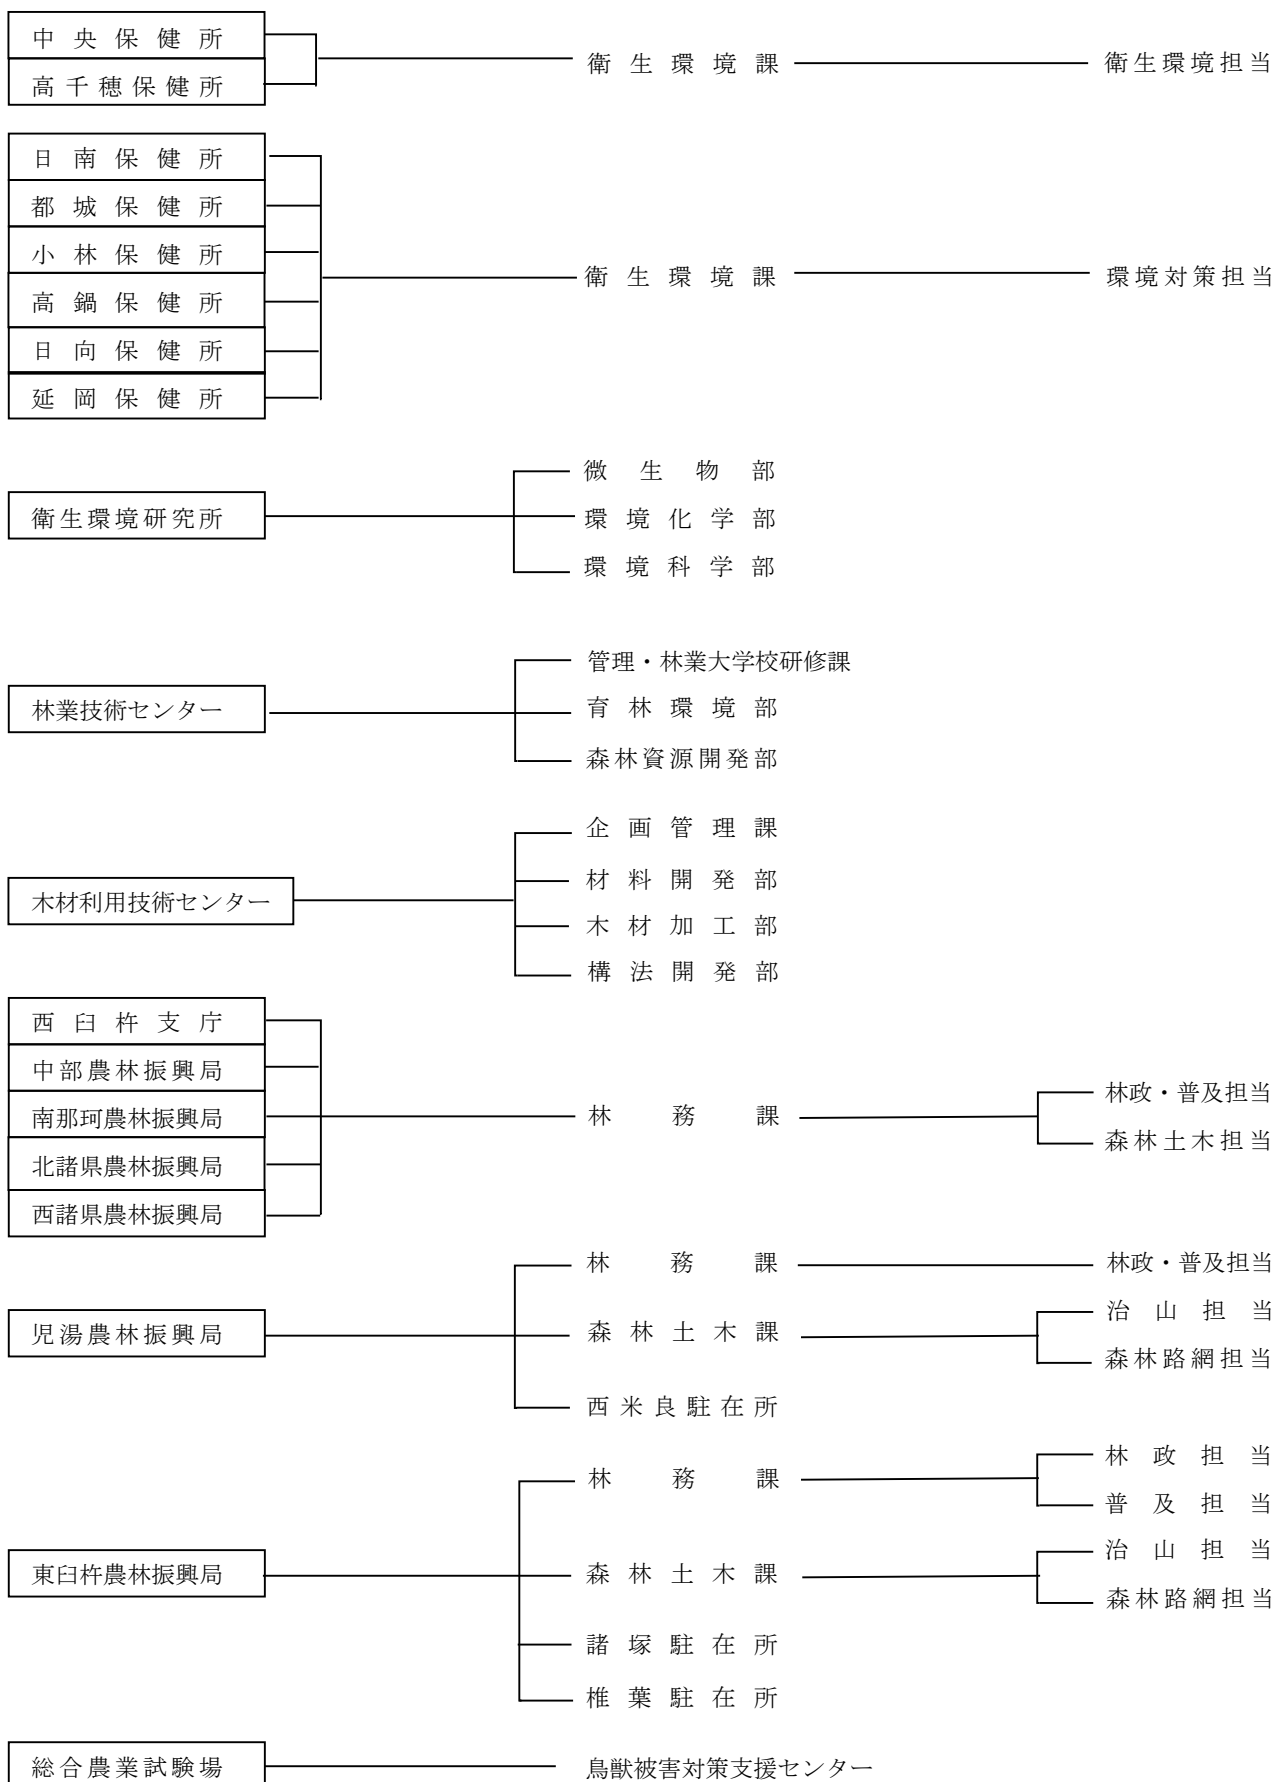 中央保健所
高千穂保健所
衛生環境課
衛生環境担当
日南保健所
都城保健所
小林保健所
高鍋保健所
日向保健所
延岡保健所
衛生環境課
環境対策担当
衛生環境研究所
微生物部
環境化学部
環境科学部
林業技術センター
管理・林業大学校研修課
育林環境部
森林資源開発部
木材利用技術センター
企画管理課
材料開発部
木材加工部
構法開発部
西臼杵支庁
中部農林振興局
南那珂農林振興局
北諸県農林振興局
西諸県農林振興局
林務課
林政・普及担当
森林土木担当
児湯農林振興局
林務課
林政・普及担当
森林土木課
治山担当
森林路網担当
西米良駐在所
東臼杵農林振興局
林務課
林政担当
普及担当
森林土木課
治山担当
森林路網担当
諸塚駐在所
椎葉駐在所
総合農業試験場
鳥獣被害対策支援センター